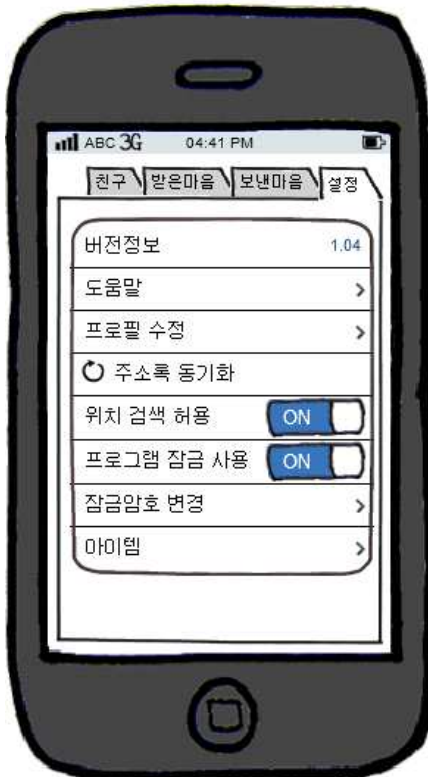 ABC 3G 04:41 PM
친구 받은마음 보낸마음 설정
버전정보 1.04
도움말
프로필 수정
주소록 동기화
위치 검색 허용 ON
프로그램 잠금 사용 ON
잠금암호 변경
아이템